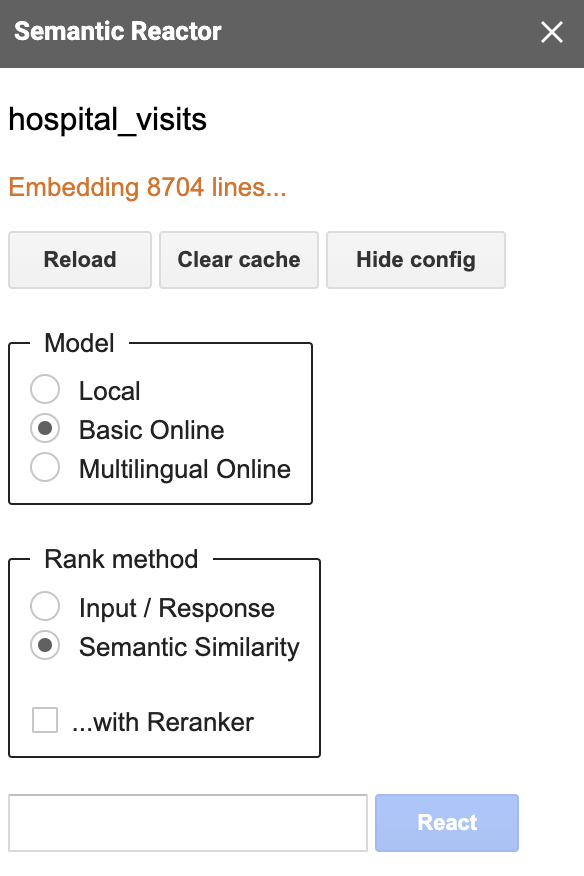 Semantic Reactor
hospital_visits
Embedding 8704 lines...
Reload Clear cache Hide config
Model
Local
Basic Online
Multilingual Online
Rank method
Input / Response
Semantic Similarity
...with Reranker
React